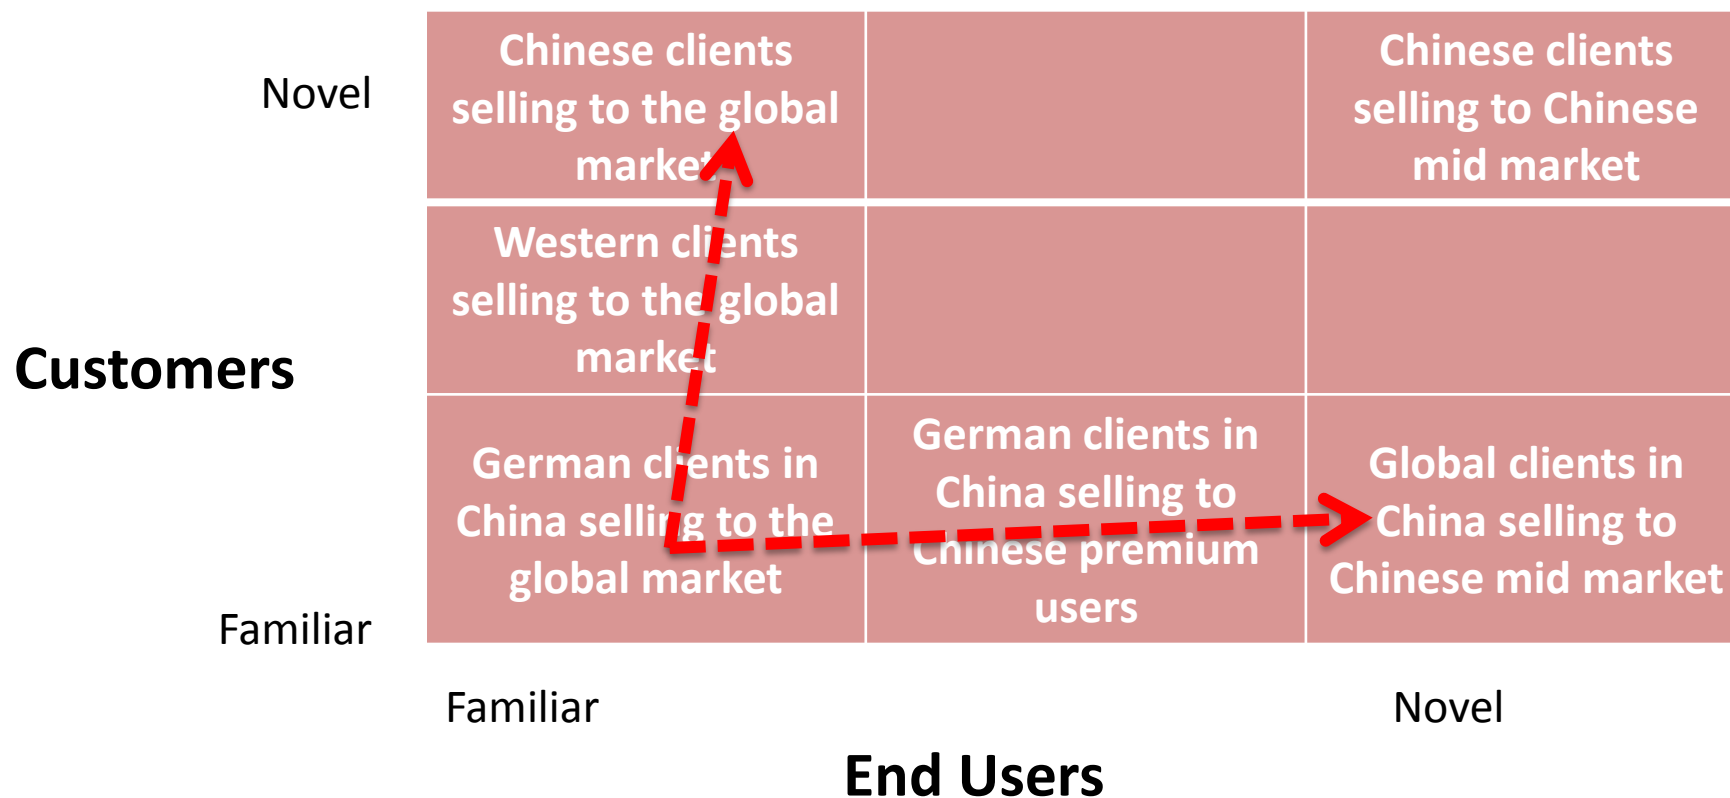 Novel
Chinese clients
selling to the global
market
Chinese clients
selling to Chinese
mid market
Western clients
selling to the global
market
Customers
German clients in
China selling to the
global market
German clients in
China selling to
Chinese premium
users
Global clients in
China selling to
Chinese mid market
Familiar
Familiar
Novel
End Users